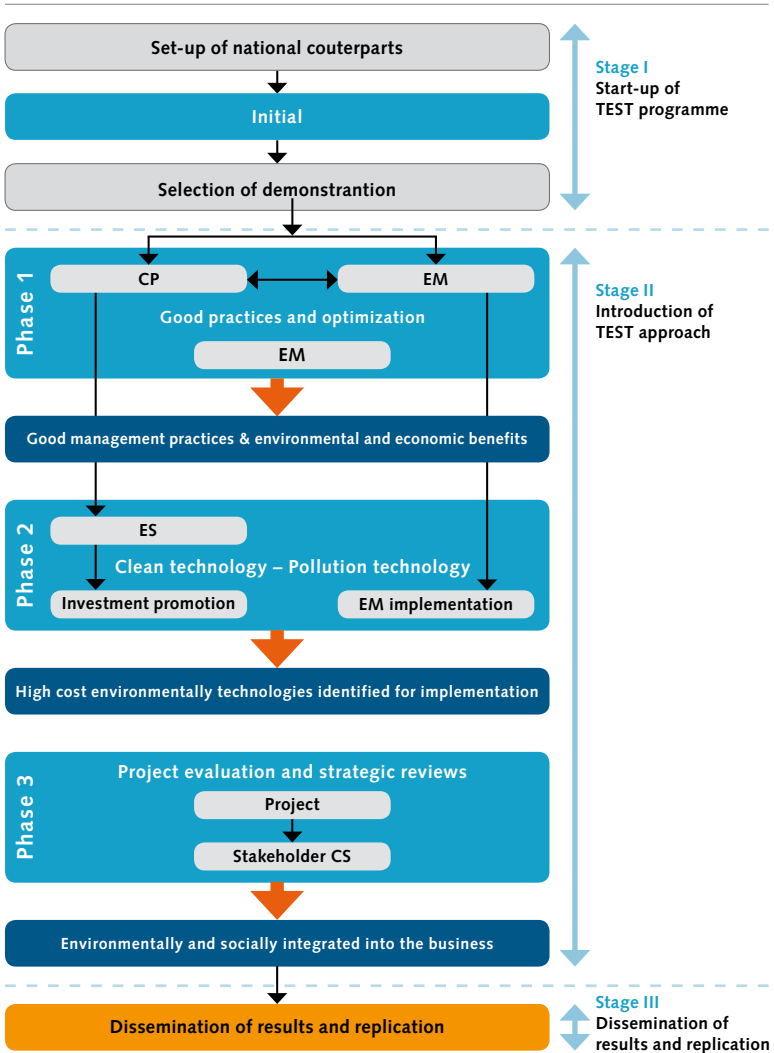 Set-up of national couterparts
Stage I
Start-up of
TEST programme
Initial
Selection of demonstrantion
Phase 1
CP
EM
Good practices and optimization
EM
Stage II
Introduction of
TEST approach
Good management practices & environmental and economic benefits
Phase 2
ES
Clean technology – Pollution technology
Investment promotion
EM implementation
High cost environmentally technologies identified for implementation
Phase 3
Project evaluation and strategic reviews
Project
Stakeholder CS
Environmentally and socially integrated into the business
Dissemination of results and replication
Stage III
Dissemination of
results and replication